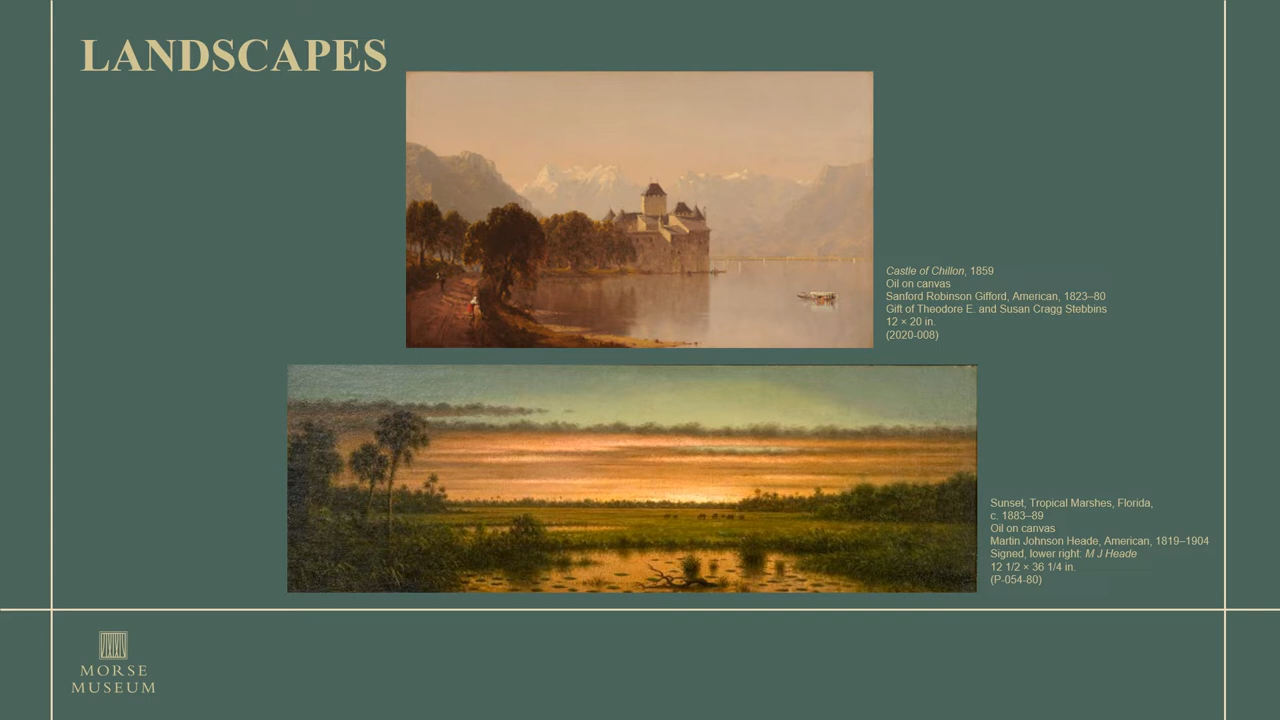 LANDSCAPES
Castle of Chillon, 1859
Oil on canvas
Sanford Robinson Gifford, American, 1823–80
Gift of Theodore E. and Susan Cragg Stebbins
12 × 20 in.
(2020-008)
Sunset, Tropical Marshes, Florida,
c. 1883–89
Oil on canvas
Martin Johnson Heade, American, 1819–1904
Signed, lower right: M J Heade
12 1/2 × 36 1/4 in.
(P-054-80)
MORSE
MUSEUM